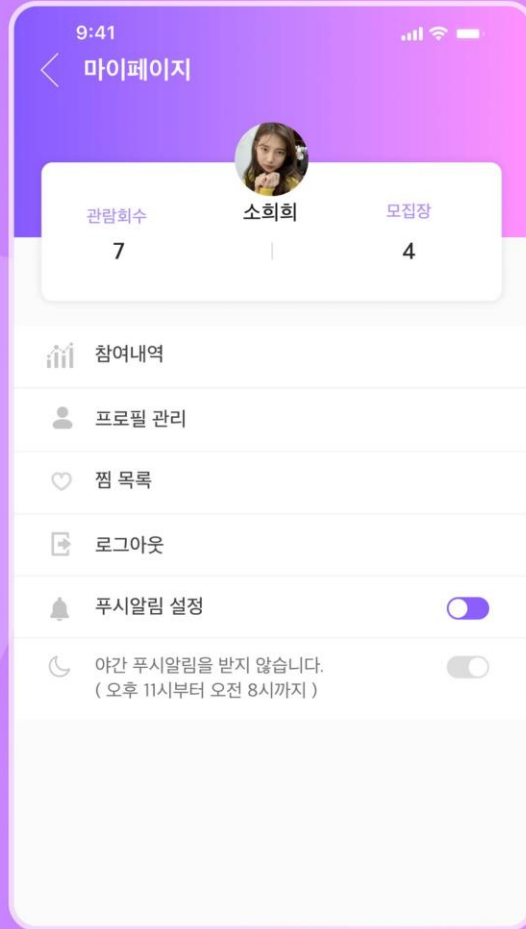 9:41
마이페이지
관람회수
소희희
모집장
7
4
참여내역
프로필 관리
찜 목록
로그아웃
푸시알림 설정
야간 푸시알림을 받지 않습니다.
( 오후 11시부터 오전 8시까지 )